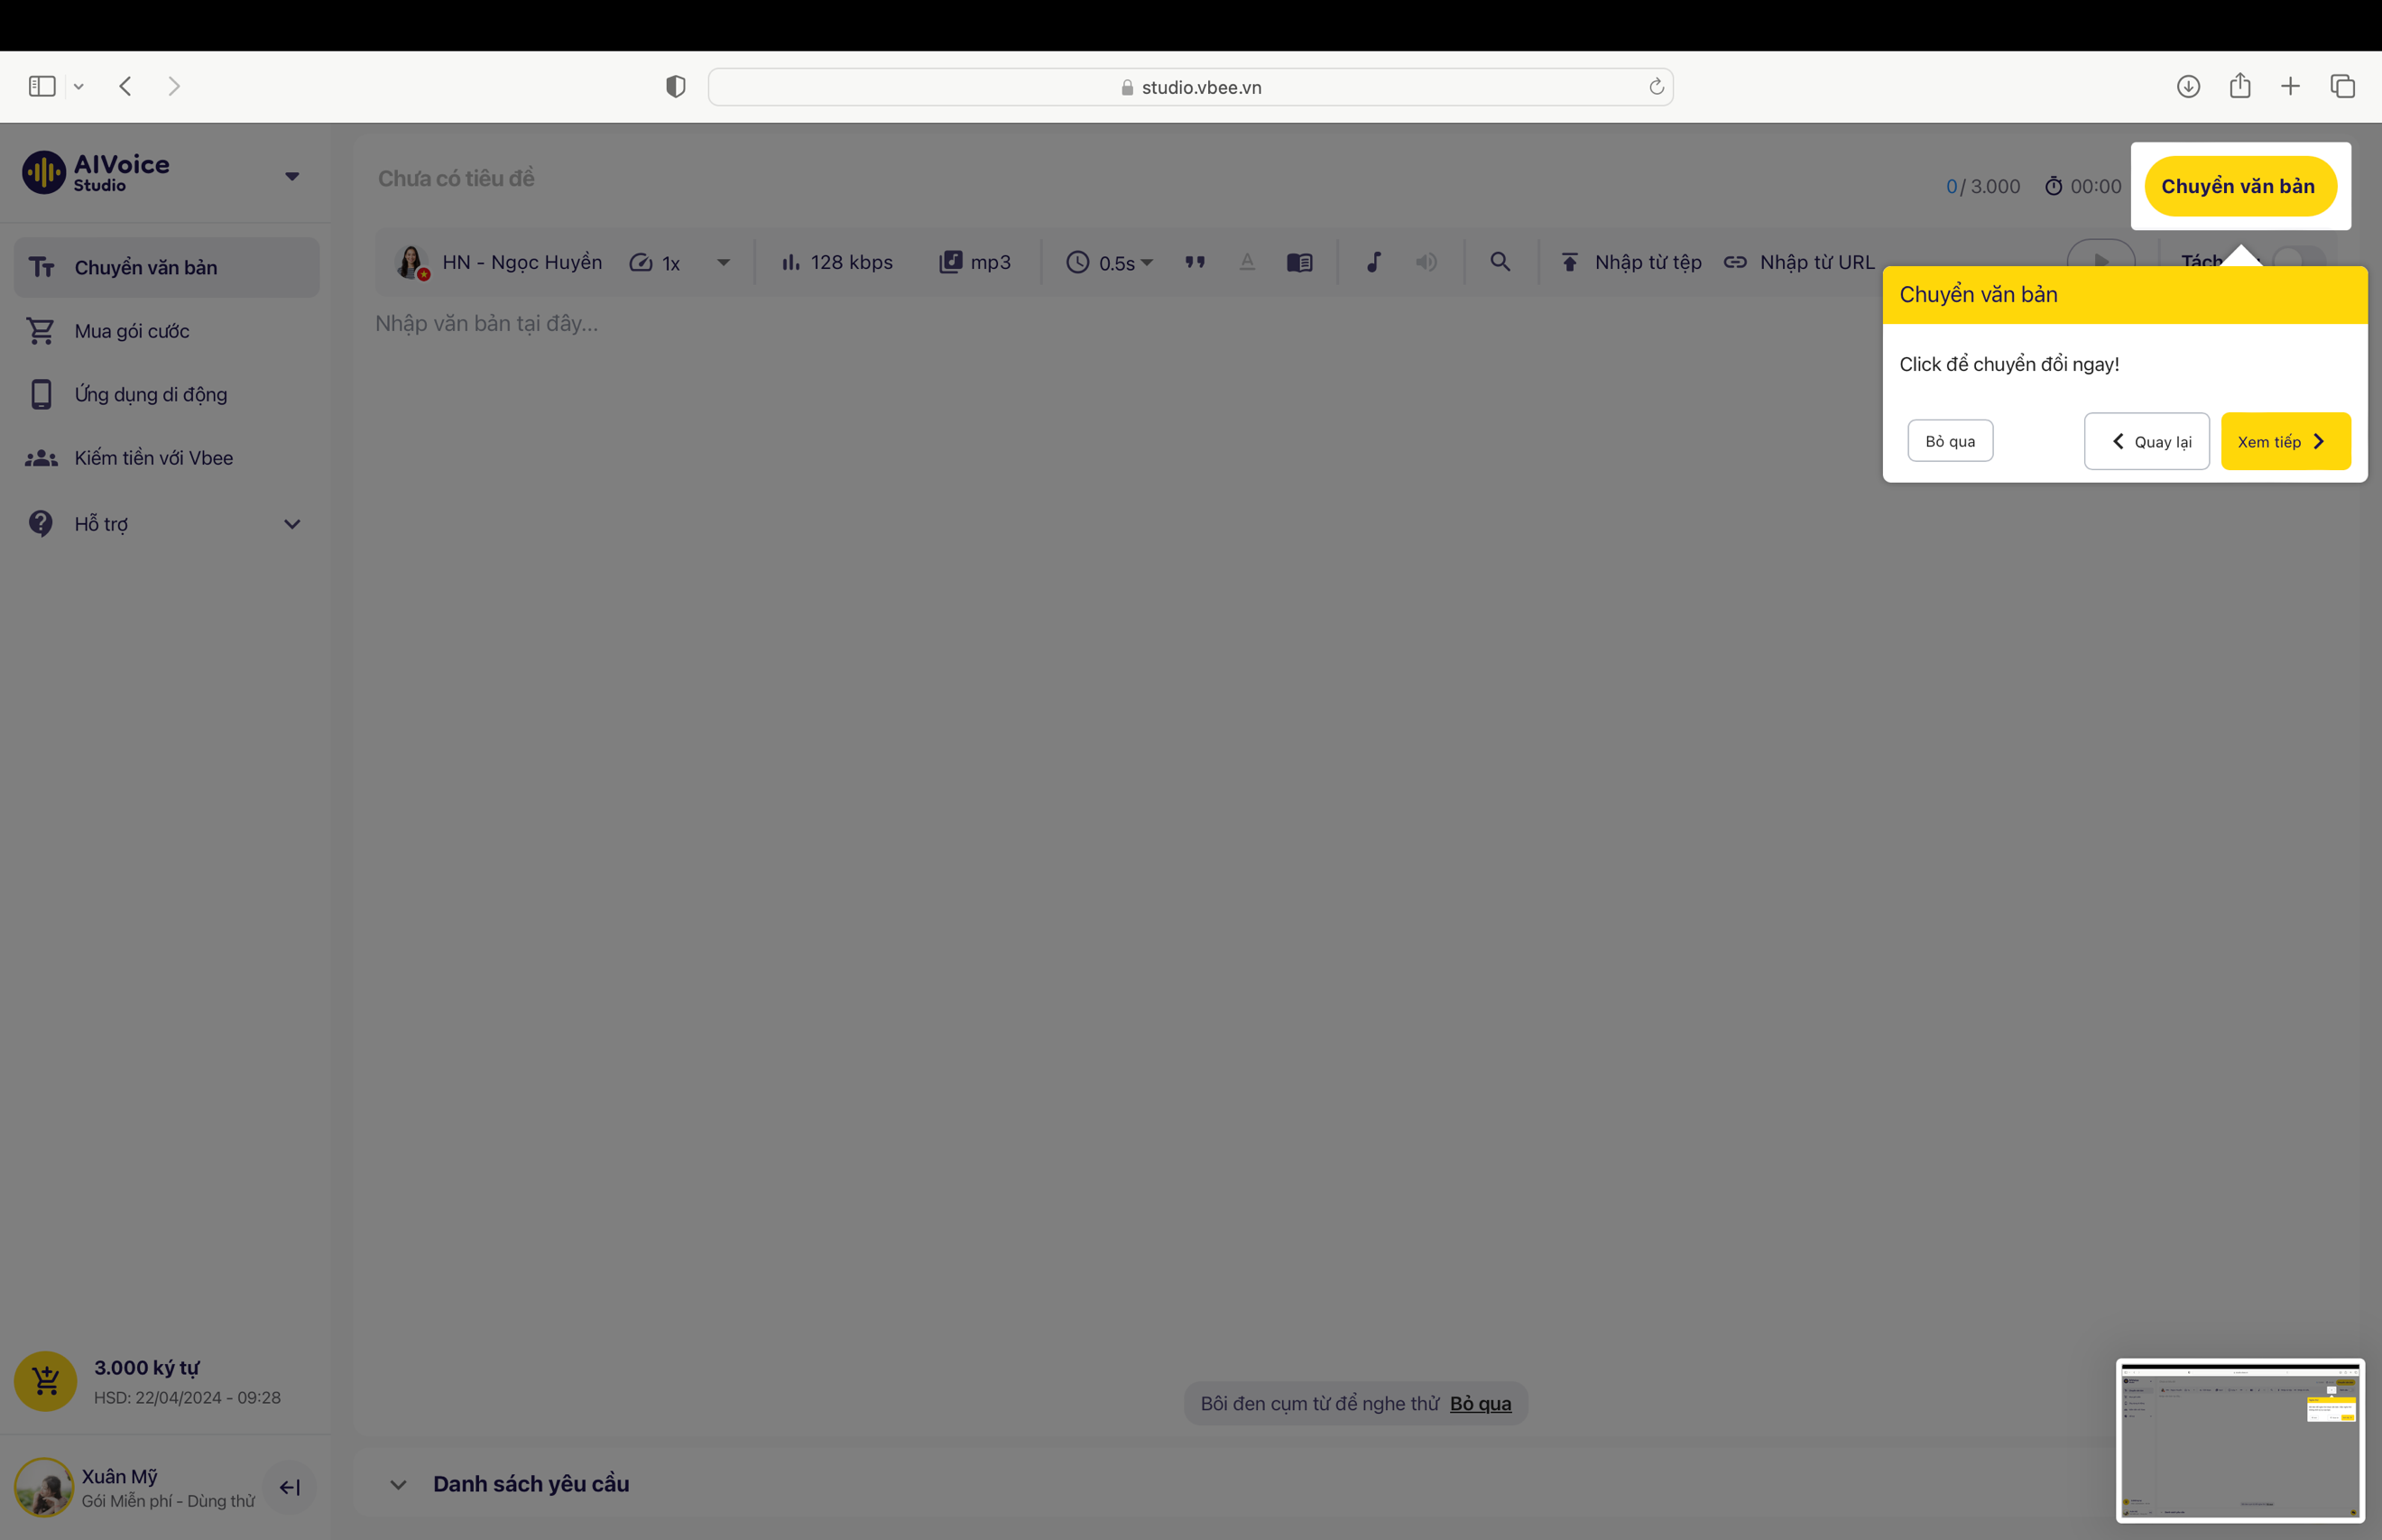 studio.vbee.vn
AIVoice
Studio
Chuyển văn bản
Mua gói cước
Ứng dụng di động
Kiếm tiền với Vbee
Hỗ trợ
3.000 ký tự
HSD: 22/04/2024 - 09:28
Xuân Mỹ
Gói Miễn phí - Dùng thử
Chưa có tiêu đề
0/ 3.000
00:00
Chuyển văn bản
HN - Ngọc Huyền
1x
128 kbps
mp3
0.5s
Nhập từ tệp
Nhập từ URL
Nhập văn bản tại đây...
Chuyển văn bản
Click để chuyển đổi ngay!
Bỏ qua
Quay lại
Xem tiếp
Bôi đen cụm từ để nghe thử Bỏ qua
Danh sách yêu cầu